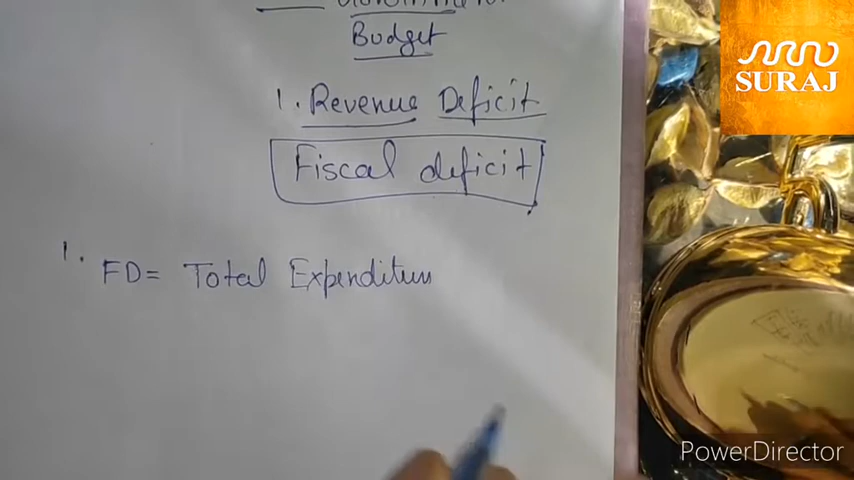 Budget
1. Revenue Deficit
Fiscal deficit
1. FD = Total Expenditure
SURAJ
PowerDirector